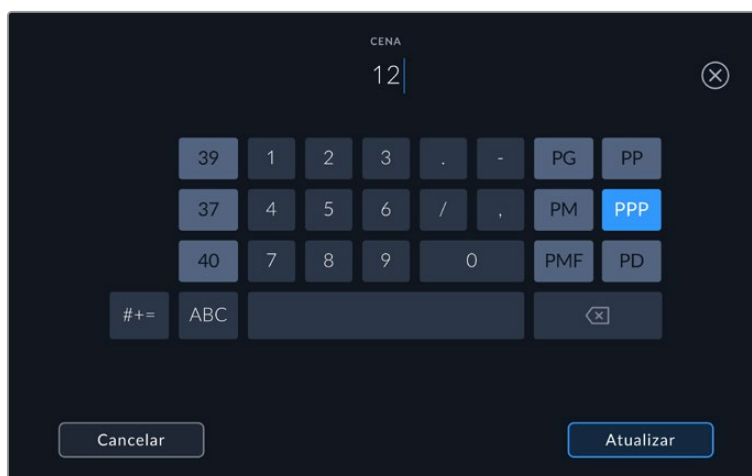 CENA
12
39 1 2 3 . - PG PP
37 4 5 6 / , PM PPP
40 7 8 9 0 PMF PD
#+= ABC
Cancelar Atualizar